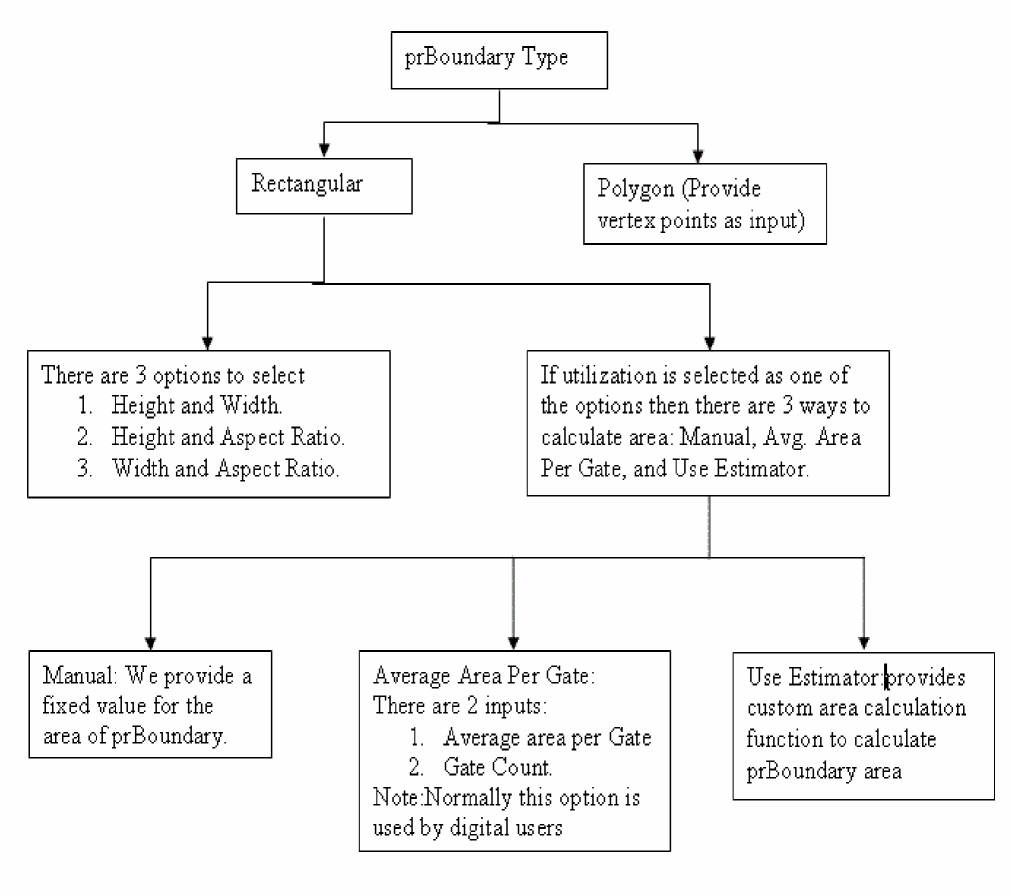 prBoundary Type
Rectangular
Polygon (Provide
vertex points as input)
There are 3 options to select
1. Height and Width.
2. Height and Aspect Ratio.
3. Width and Aspect Ratio.
If utilization is selected as one of
the options then there are 3 ways to
calculate area: Manual, Avg. Area
Per Gate, and Use Estimator.
Manual: We provide a
fixed value for the
area of prBoundary.
Average Area Per Gate:
There are 2 inputs:
1. Average area per Gate
2. Gate Count.
Note:Normally this option is
used by digital users
Use Estimator:provides
custom area calculation
function to calculate
prBoundary area